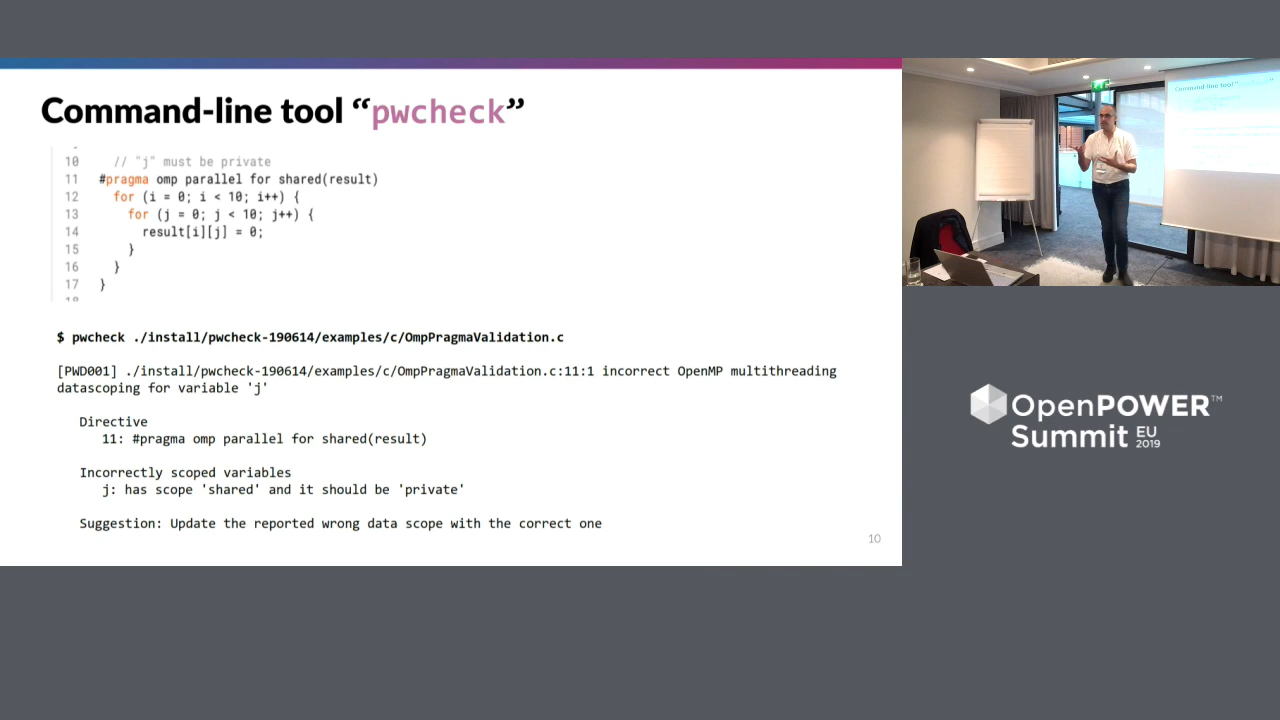 Command-line tool “pwcheck”
10 // "j" must be private
11 #pragma omp parallel for shared(result)
12 for (i = 0; i < 10; i++) {
13 for (j = 0; j < 10; j++) {
14 result[i][j] = 0;
15 }
16 }
17 }
$ pwcheck ./install/pwcheck-190614/examples/c/OmpPragmaValidation.c
[PWD001] ./install/pwcheck-190614/examples/c/OmpPragmaValidation.c:11:1 incorrect OpenMP multithreading
datascoping for variable 'j'
Directive
11: #pragma omp parallel for shared(result)
Incorrectly scoped variables
j: has scope 'shared' and it should be 'private'
Suggestion: Update the reported wrong data scope with the correct one
10
Command-line tool
OpenPOWER™
Summit EU 2019